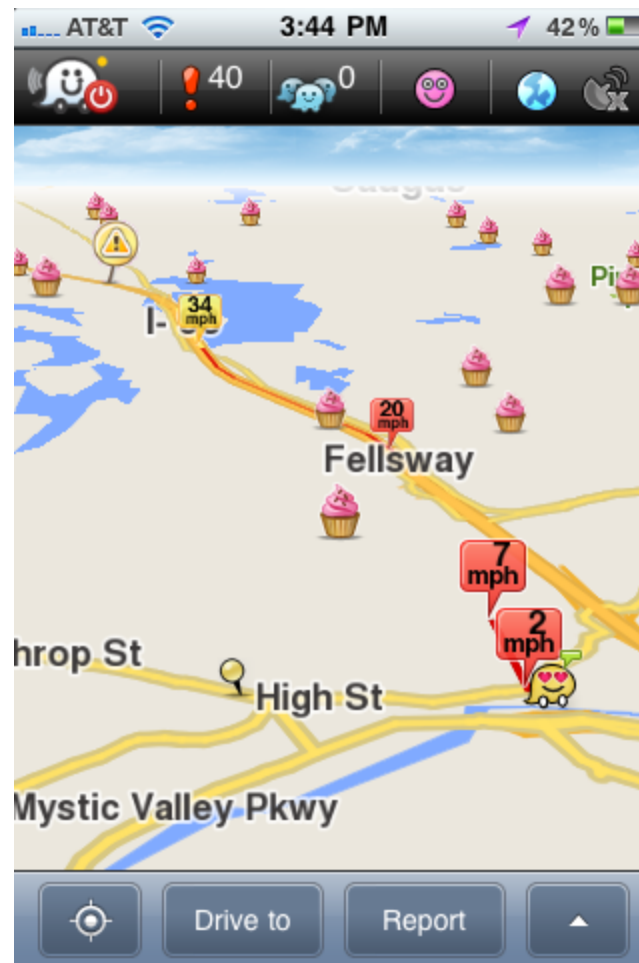 AT&T 3:44 PM 42%
40 0
34
mph
I-
20
mph
Fellsway
7
mph
2
mph
hrop St
High St
Mystic Valley Pkwy
Drive to Report